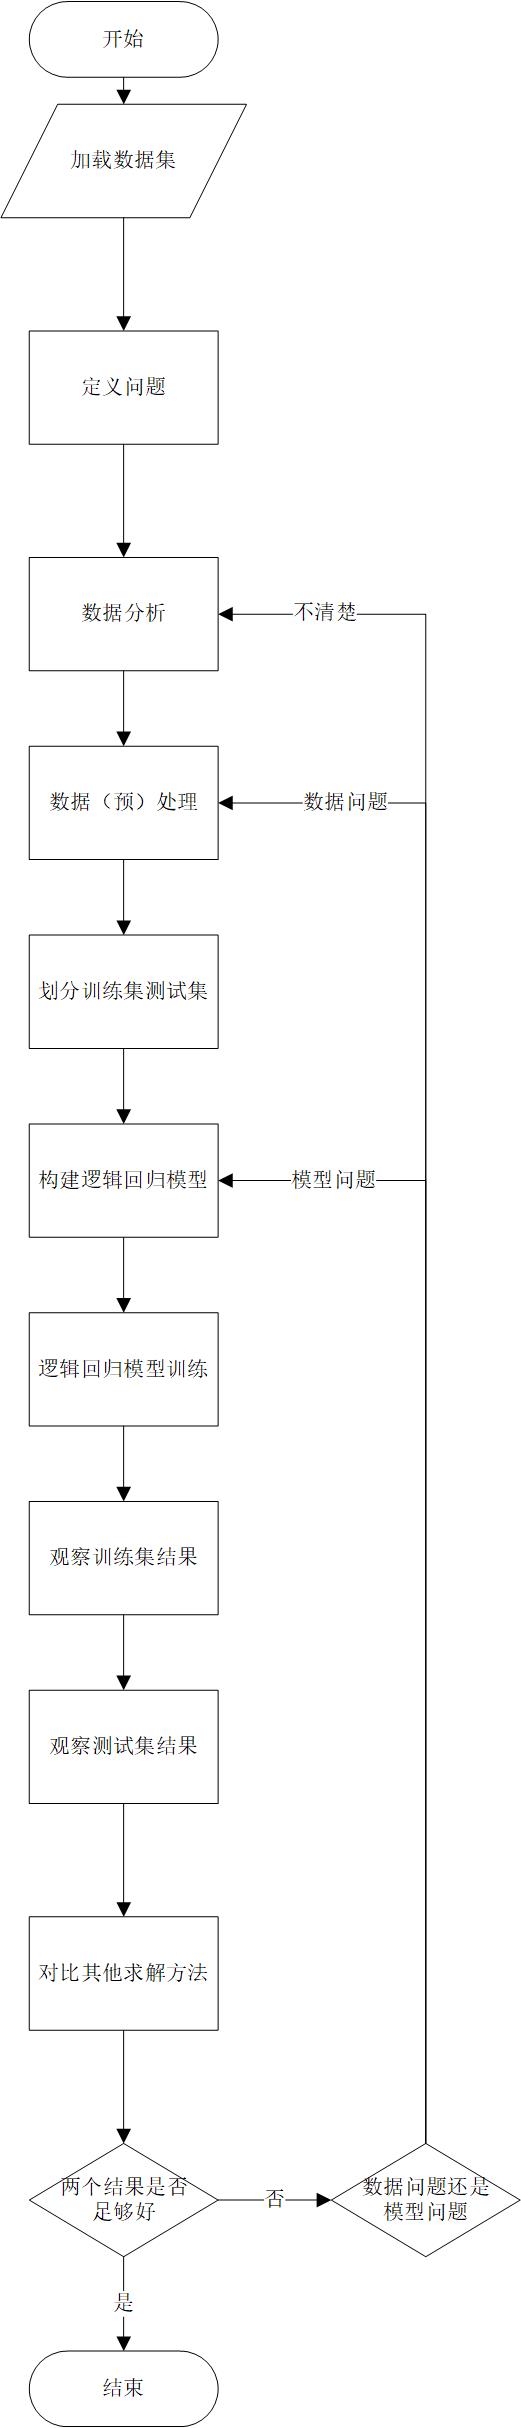 开始
加载数据集
定义问题
数据分析
不清楚
数据（预）处理
数据问题
划分训练集测试集
构建逻辑回归模型
模型问题
逻辑回归模型训练
观察训练集结果
观察测试集结果
对比其他求解方法
两个结果是否
足够好
否
数据问题还是
模型问题
是
结束